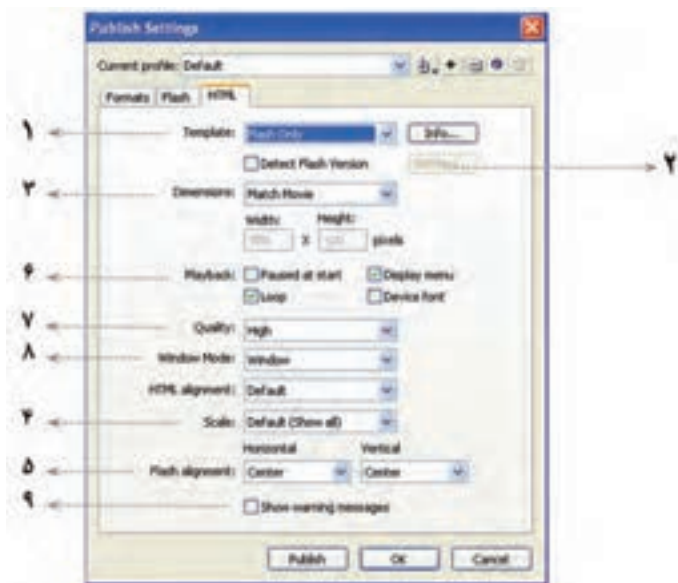 Publish Settings
Current profile: Default
Formats Flash HTML
۱ Template: Flash Only Info...
Detect Flash Version ۲
۳ Dimensions: Match Movie
Width: Height:
X pixels
۶ Playback: Paused at start Display menu
Loop Device font
۷ Quality: High
۸ Window Mode: Window
HTML alignment: Default
۴ Scale: Default (Show all)
Horizontal Vertical
۵ Flash alignment: Center Center
۹ Show warning messages
Publish OK Cancel